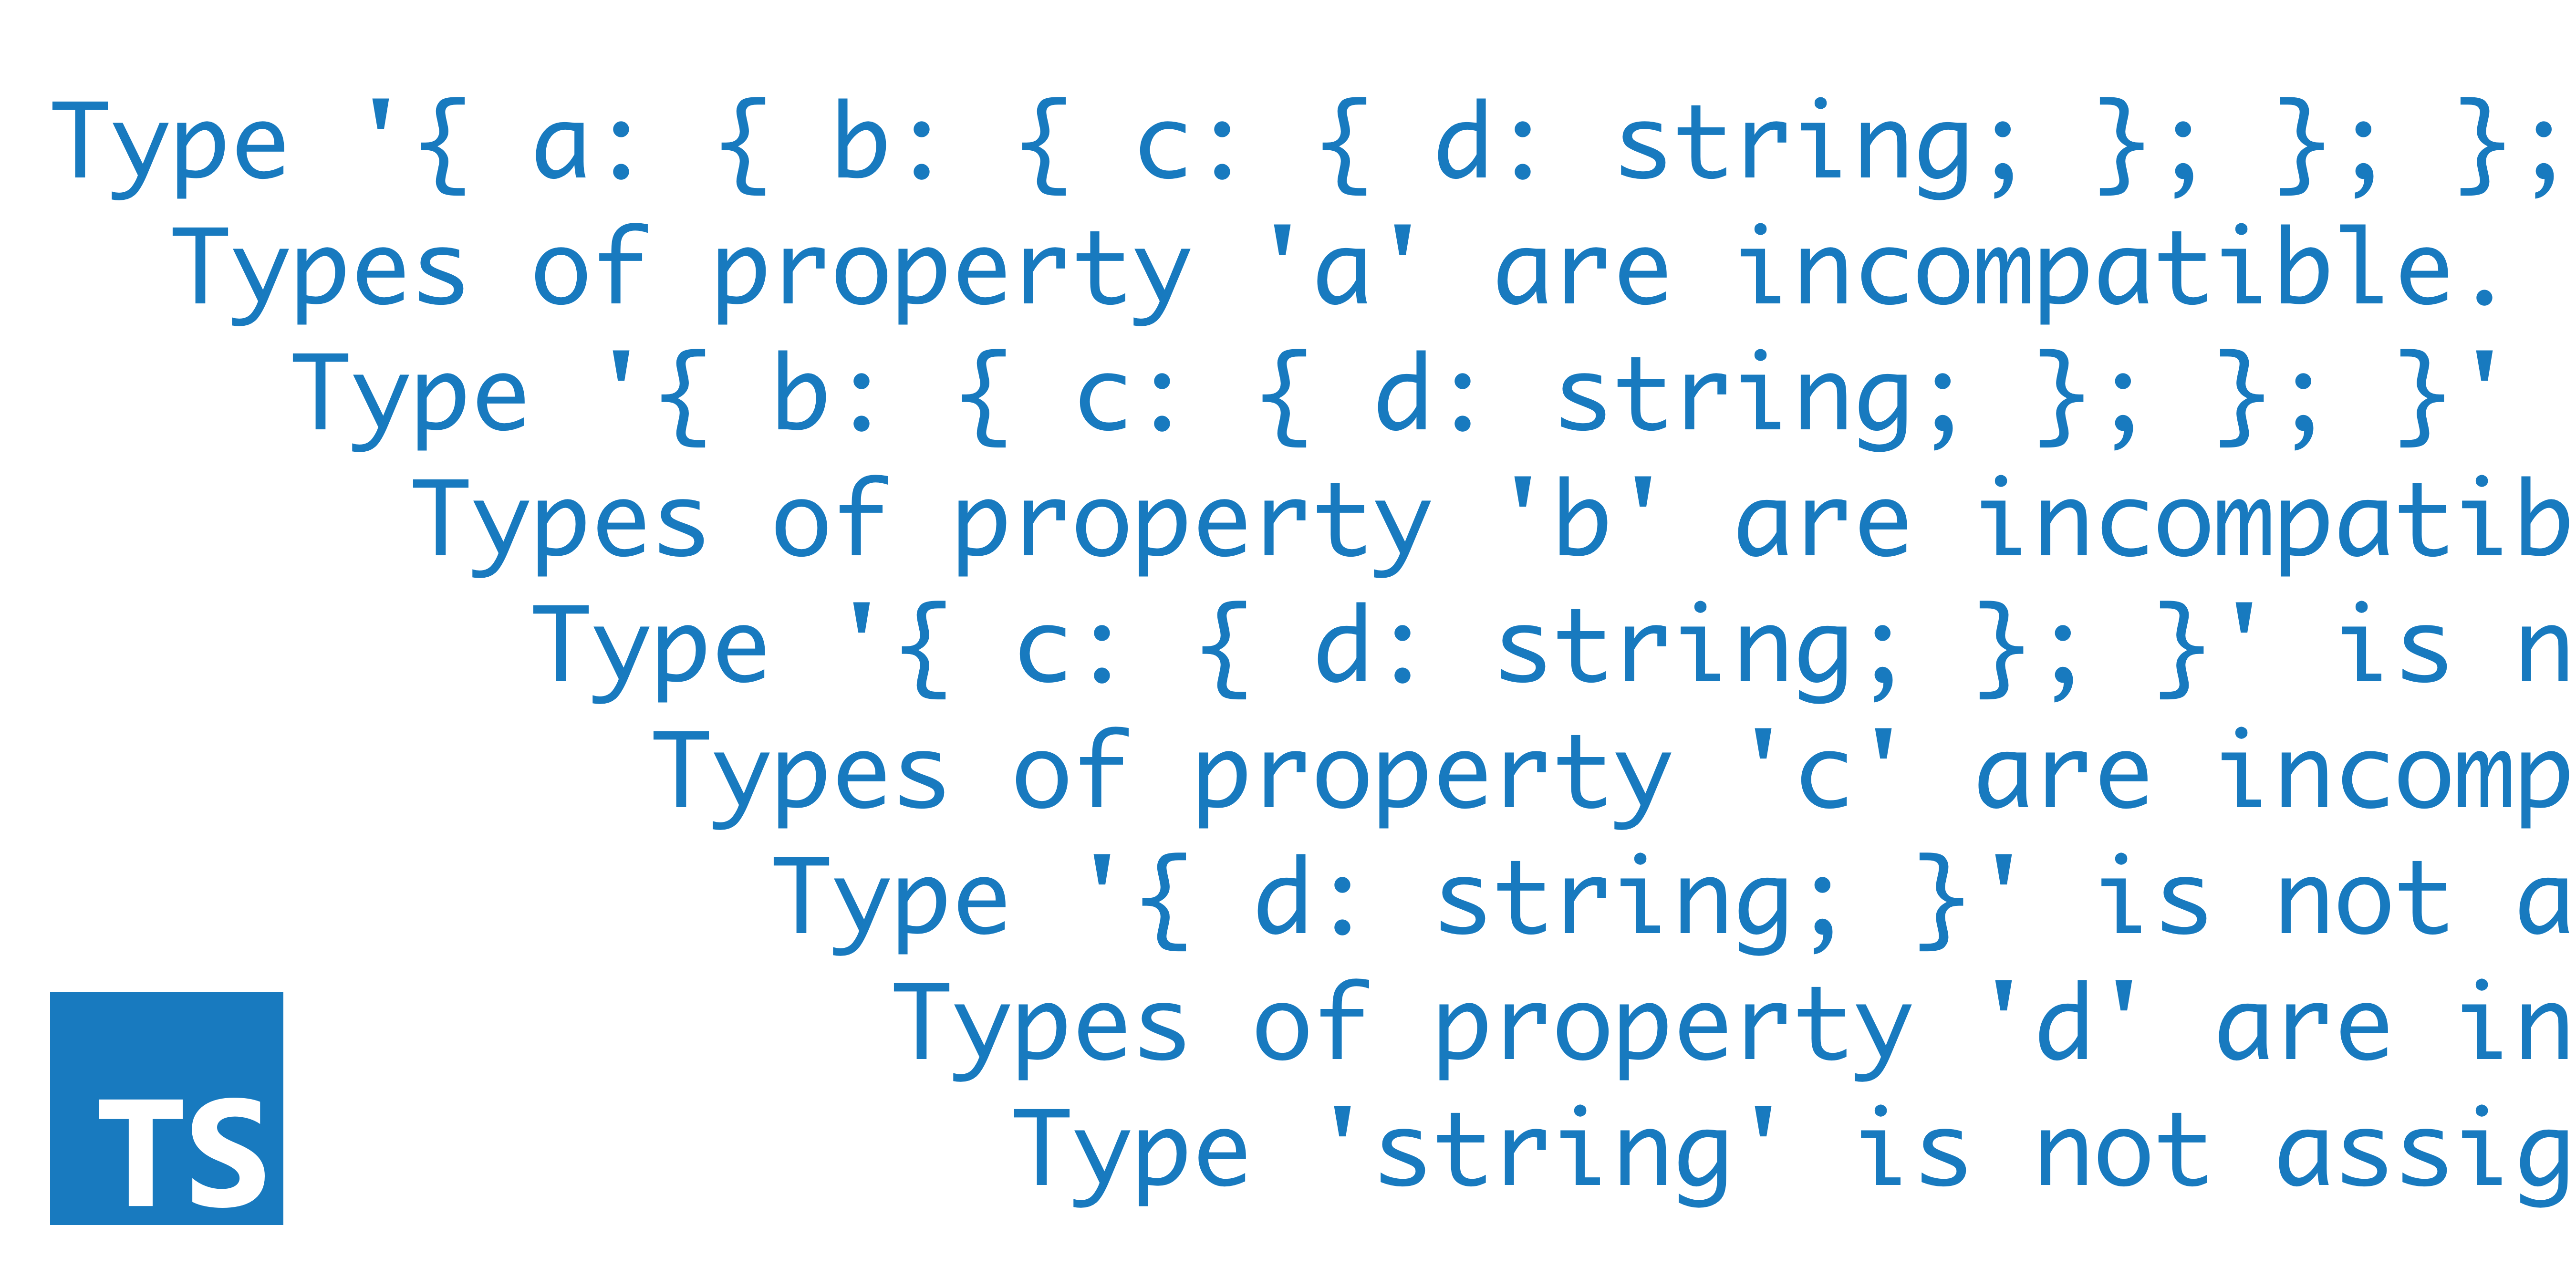 Type '{ a: { b: { c: { d: string; }; }; };
Types of property 'a' are incompatible.
Type '{ b: { c: { d: string; }; }; }'
Types of property 'b' are incompatib
Type '{ c: { d: string; }; }' is n
Types of property 'c' are incomp
Type '{ d: string; }' is not a
Types of property 'd' are in
Type 'string' is not assig
TS